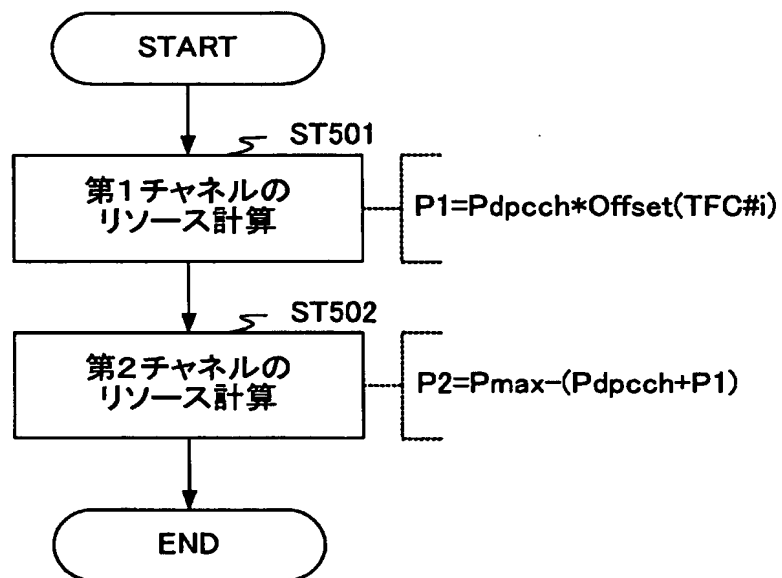 START
ST501
第1チャネルの
リソース計算
P1=Pdpcch*Offset(TFC#i)
ST502
第2チャネルの
リソース計算
P2=Pmax-(Pdpcch+P1)
END